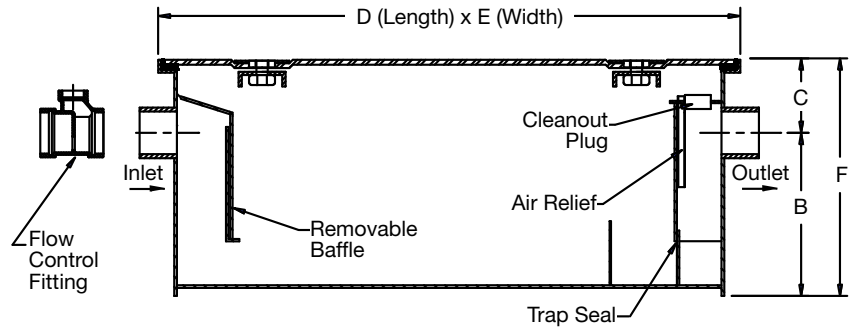 D (Length) x E (Width)
C
Cleanout
Plug
Inlet
Outlet
F
B
Air Relief
Removable
Baffle
Flow
Control
Fitting
Trap Seal